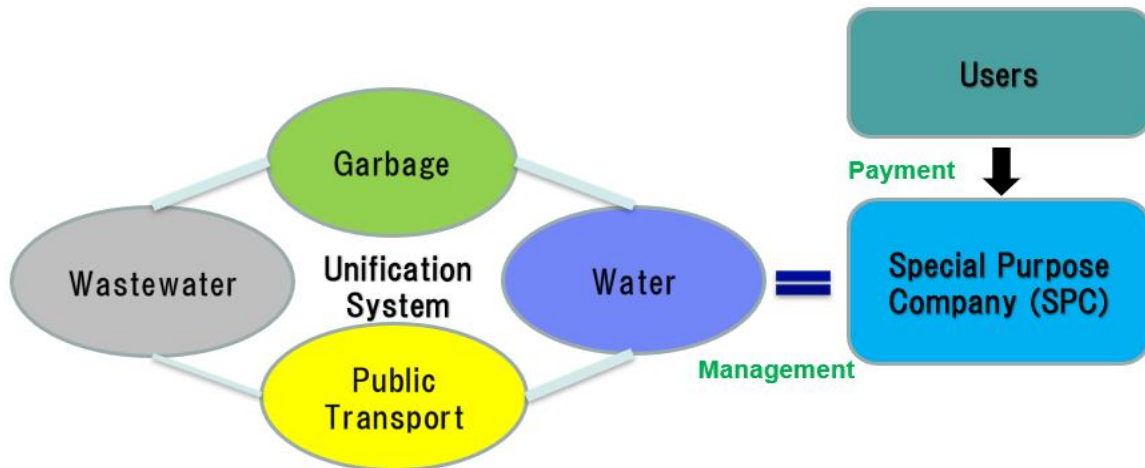 Users
Payment
Garbage
Wastewater
Unification
System
Water
Special Purpose
Company (SPC)
Management
Public
Transport